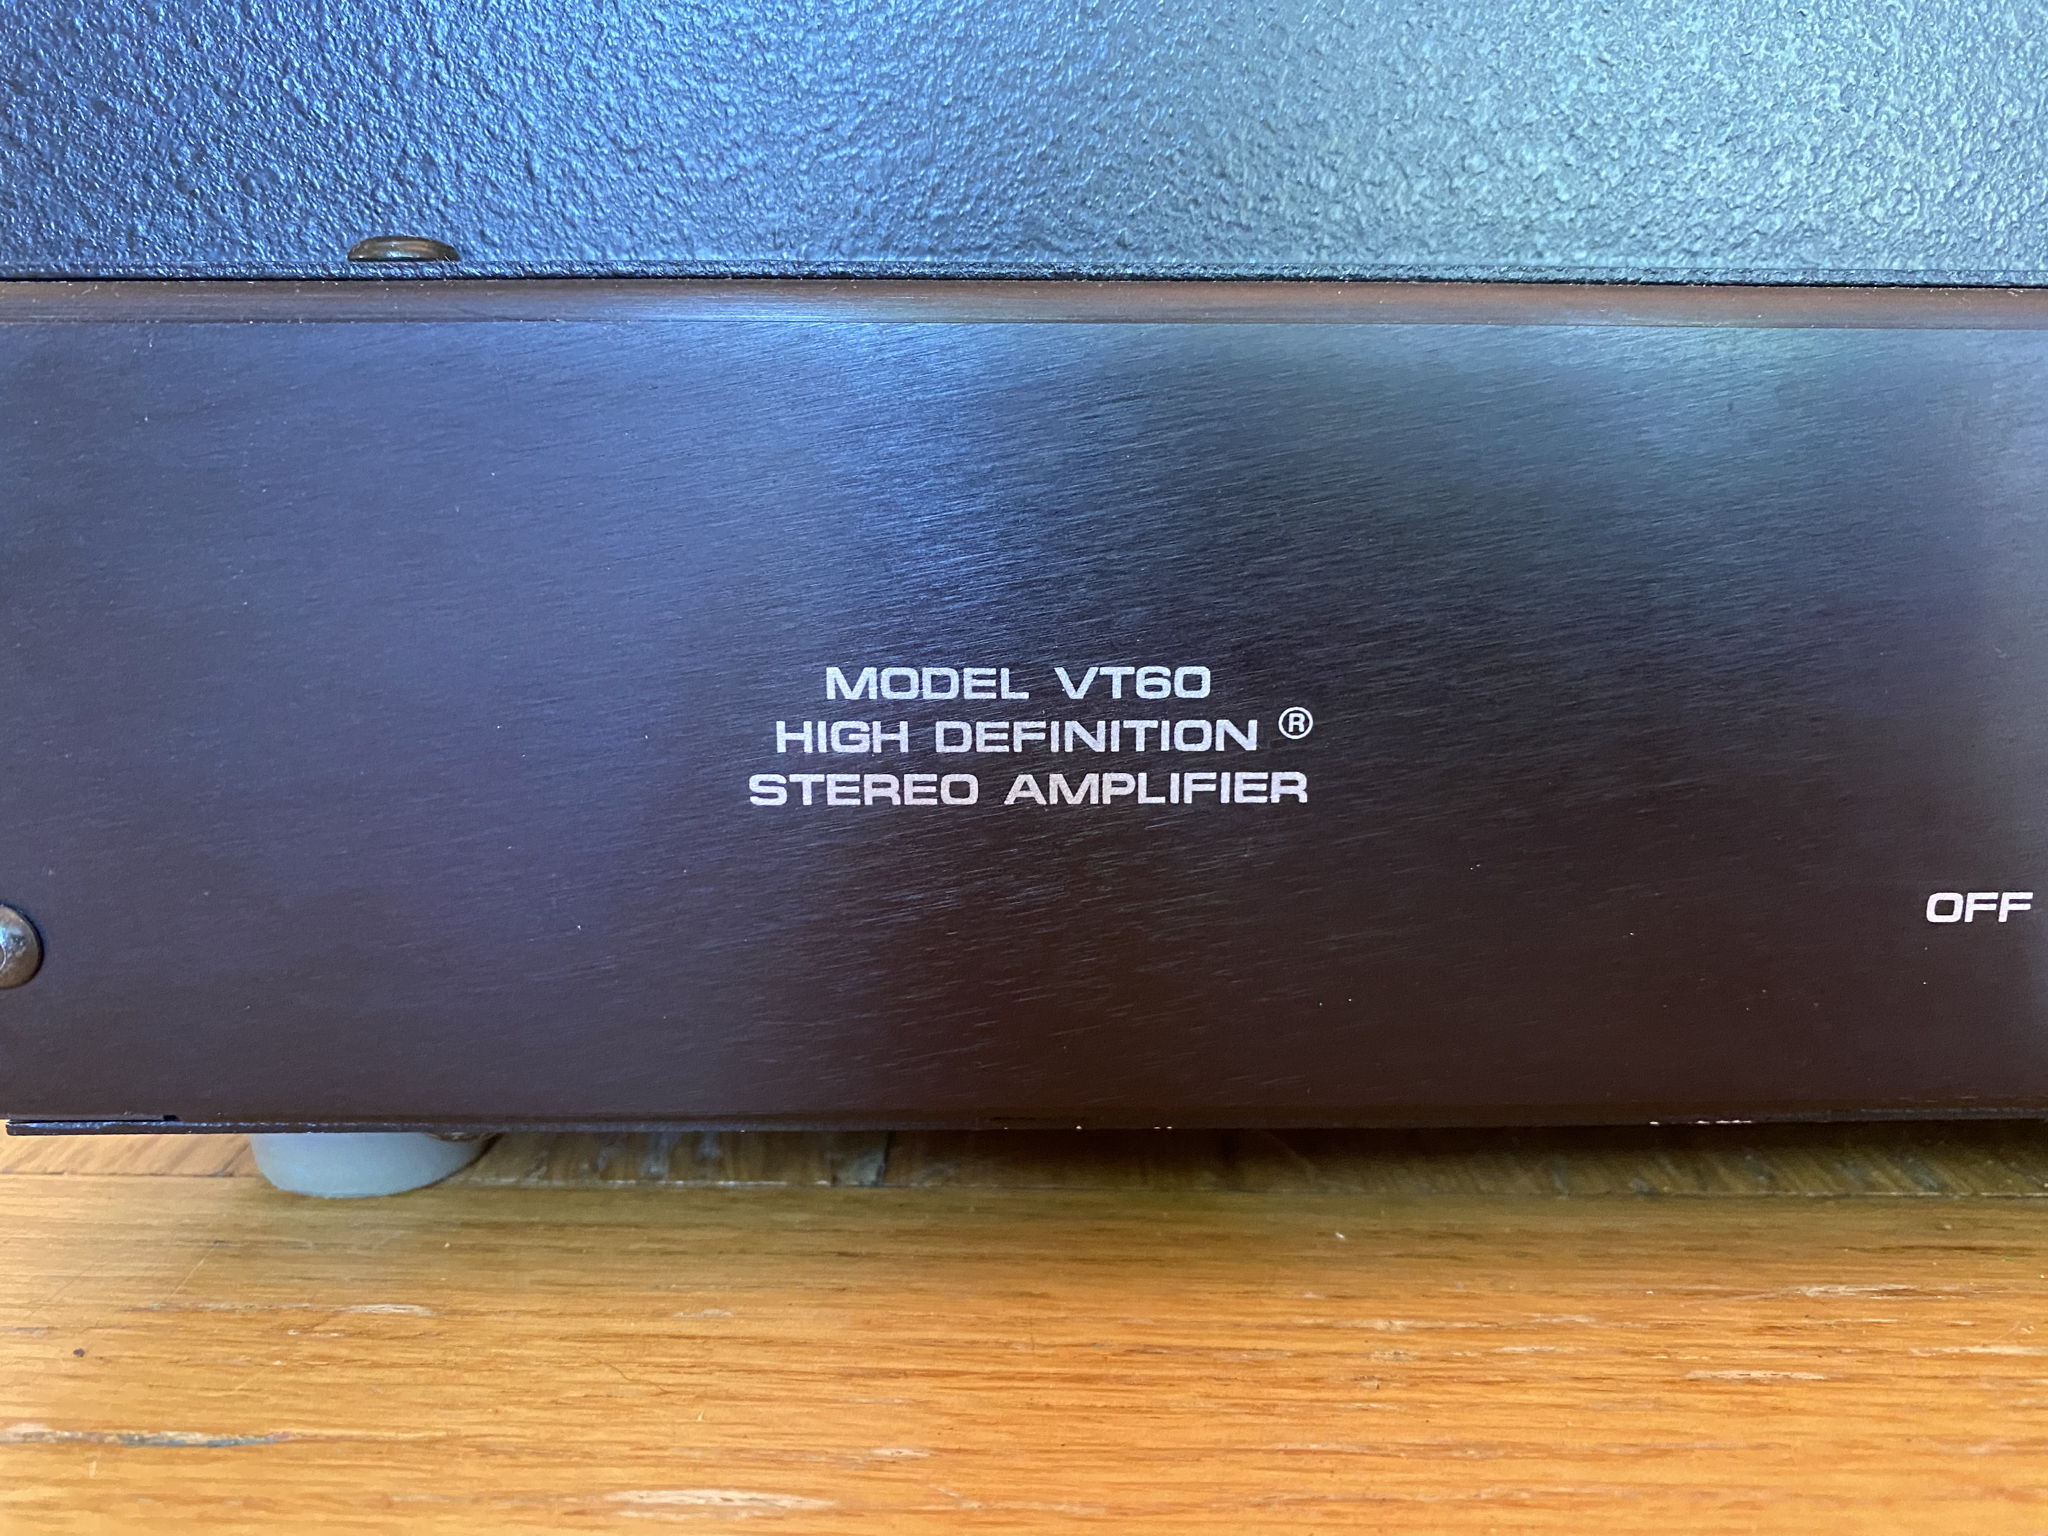 MODEL VT60
HIGH DEFINITION ®
STEREO AMPLIFIER
OFF